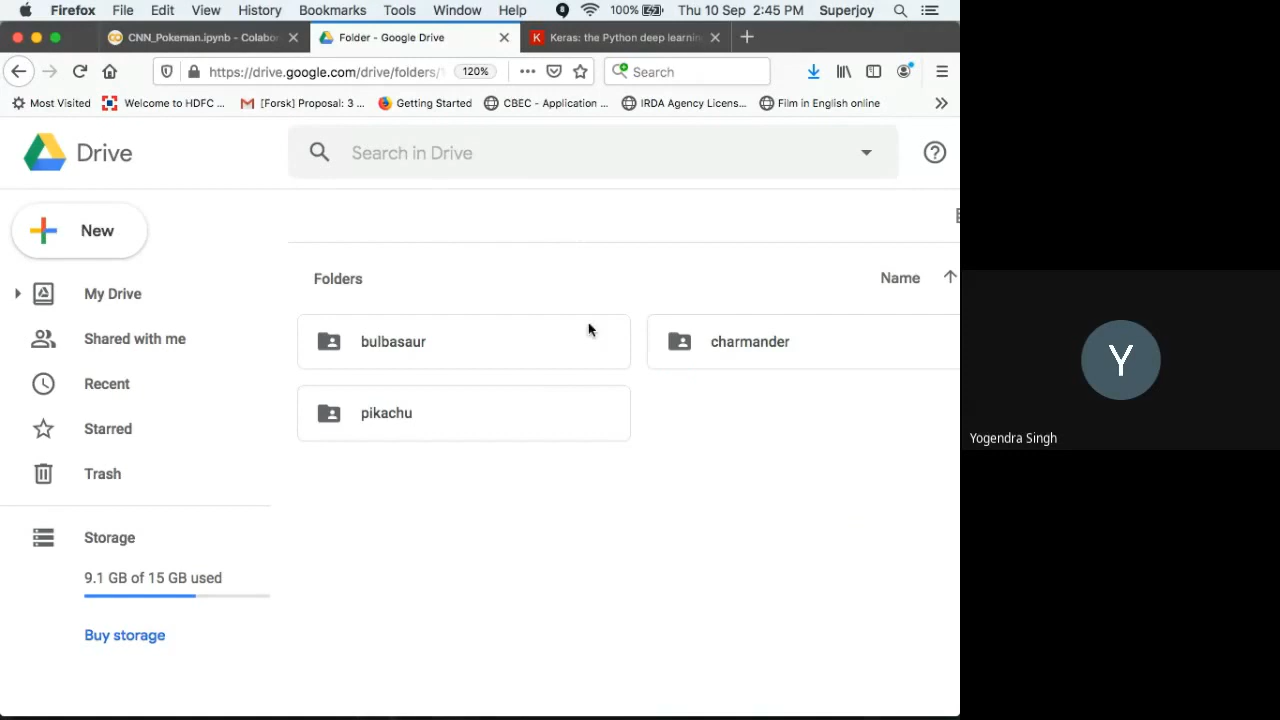 Firefox File Edit View History Bookmarks Tools Window Help 100% Thu 10 Sep 2:45 PM Superjoy
CNN_Pokeman.ipynb - Colabo Folder - Google Drive K Keras: the Python deep learnin
https://drive.google.com/drive/folders/ 120% Search
Most Visited Welcome to HDFC ... [Forsk] Proposal: 3 ... Getting Started CBEC - Application ... IRDA Agency Licens... Film in English online
Drive Search in Drive
New
Folders Name
My Drive
bulbasaur charmander
Shared with me
Recent
pikachu
Starred
Trash
Storage
9.1 GB of 15 GB used
Buy storage
Y
Yogendra Singh